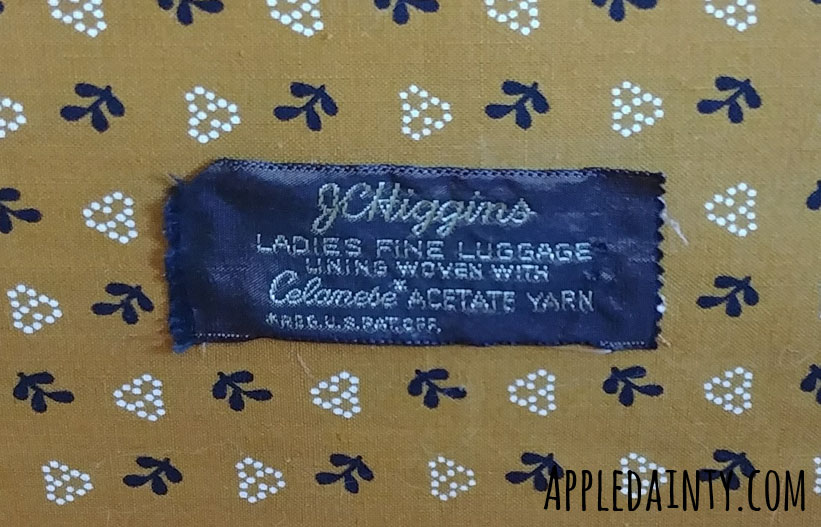 JCHiggins
LADIES FINE LUGGAGE
LINING WOVEN WITH
Celanese* ACETATE YARN
*REG. U.S. PAT. OFF.
APPLEDAINTY.COM